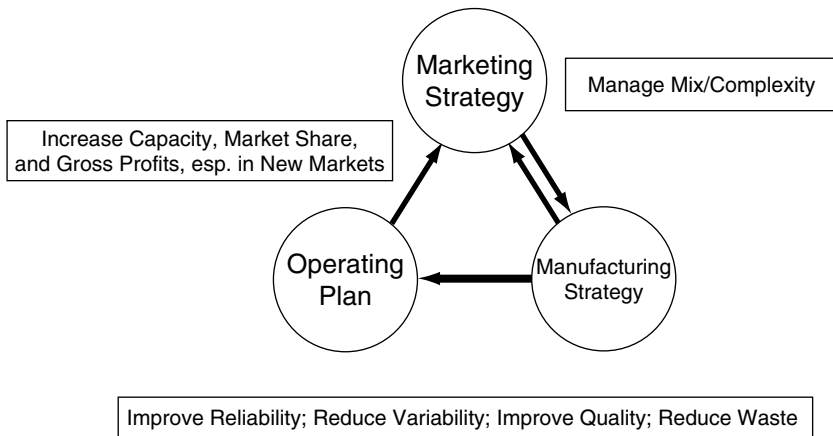 Marketing
Strategy
Manage Mix/Complexity
Increase Capacity, Market Share,
and Gross Profits, esp. in New Markets
Operating
Plan
Manufacturing
Strategy
Improve Reliability; Reduce Variability; Improve Quality; Reduce Waste